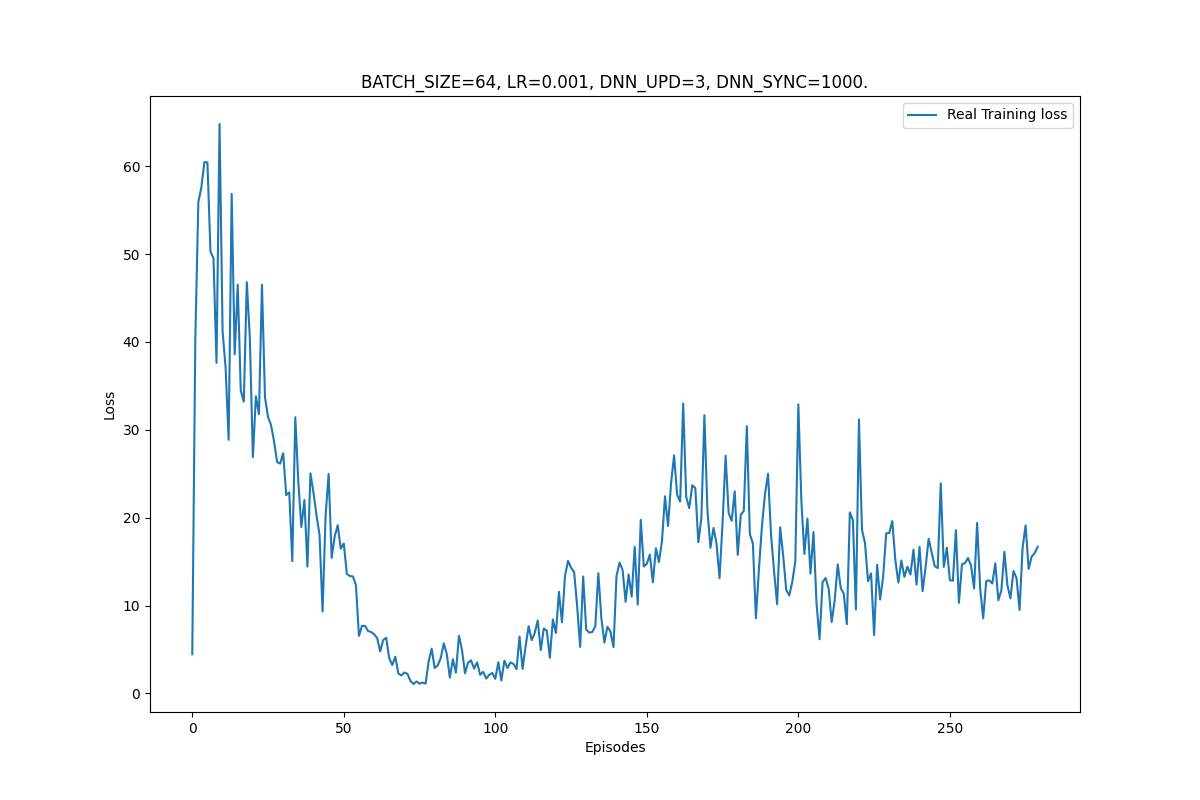 BATCH_SIZE=64, LR=0.001, DNN_UPD=3, DNN_SYNC=1000.
Real Training loss
60
50
40
30
20
10
0
Loss
0 50 100 150 200 250
Episodes